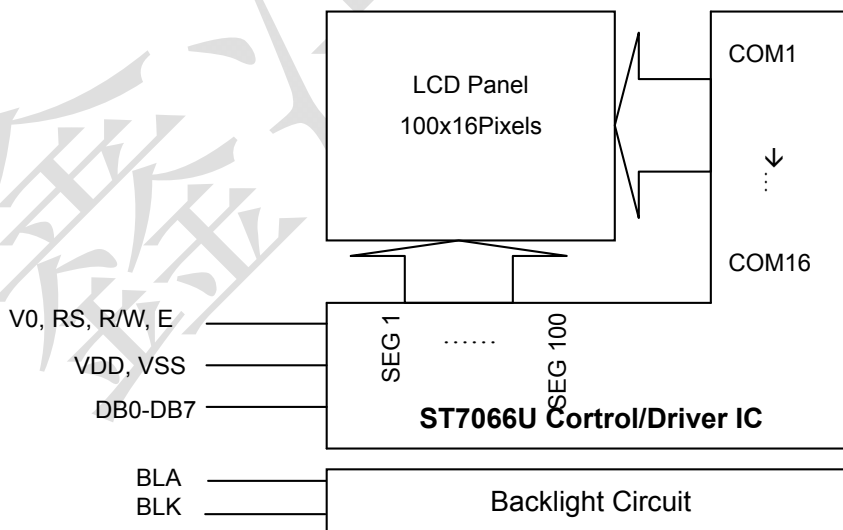 LCD Panel
100x16Pixels
COM1
↓
......
COM16
V0, RS, R/W, E
VDD, VSS
DB0-DB7
SEG 1
......
SEG 100
ST7066U Cortrol/Driver IC
BLA
BLK
Backlight Circuit